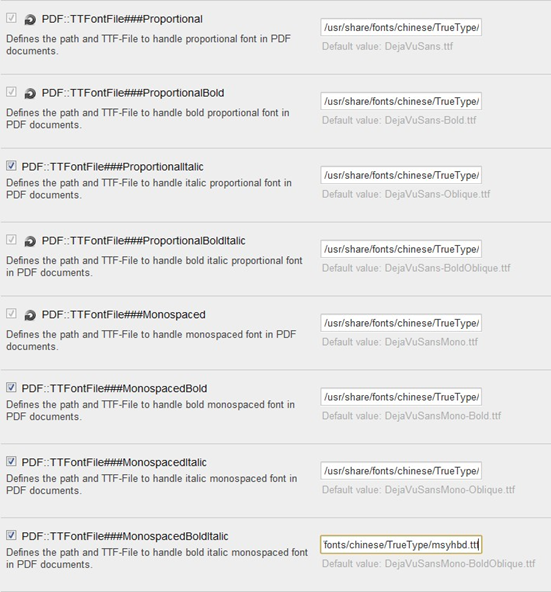 PDF::TTFontFile###Proportional
/usr/share/fonts/chinese/TrueType/
Defines the path and TTF-File to handle proportional font in PDF
documents.
Default value: DejaVuSans.ttf
PDF::TTFontFile###ProportionalBold
/usr/share/fonts/chinese/TrueType/
Defines the path and TTF-File to handle bold proportional font in
PDF documents.
Default value: DejaVuSans-Bold.ttf
PDF::TTFontFile###ProportionalItalic
/usr/share/fonts/chinese/TrueType/
Defines the path and TTF-File to handle italic proportional font in
PDF documents.
Default value: DejaVuSans-Oblique.ttf
PDF::TTFontFile###ProportionalBoldItalic
/usr/share/fonts/chinese/TrueType/
Defines the path and TTF-File to handle bold italic proportional font
in PDF documents.
Default value: DejaVuSans-BoldOblique.ttf
PDF::TTFontFile###Monospaced
/usr/share/fonts/chinese/TrueType/
Defines the path and TTF-File to handle monospaced font in PDF
documents.
Default value: DejaVuSansMono.ttf
PDF::TTFontFile###MonospacedBold
/usr/share/fonts/chinese/TrueType/
Defines the path and TTF-File to handle bold monospaced font in
PDF documents.
Default value: DejaVuSansMono-Bold.ttf
PDF::TTFontFile###MonospacedItalic
/usr/share/fonts/chinese/TrueType/
Defines the path and TTF-File to handle italic monospaced font in
PDF documents.
Default value: DejaVuSansMono-Oblique.ttf
PDF::TTFontFile###MonospacedBoldItalic
fonts/chinese/TrueType/msyhbd.ttf
Defines the path and TTF-File to handle bold italic monospaced font
in PDF documents.
Default value: DejaVuSansMono-BoldOblique.ttf